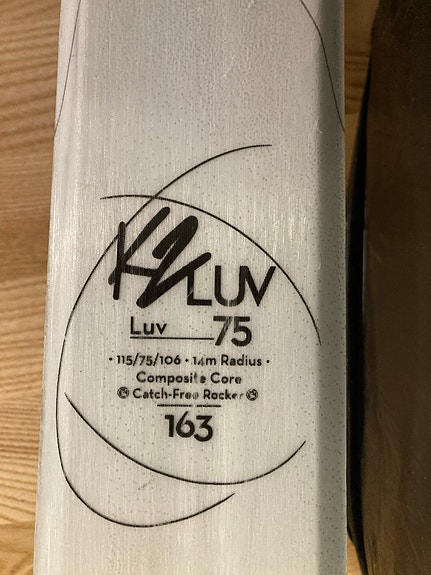 K2 LUV
Luv 75
• 115/75/106 • 14m Radius •
Composite Core
Catch-Free Rocker
163